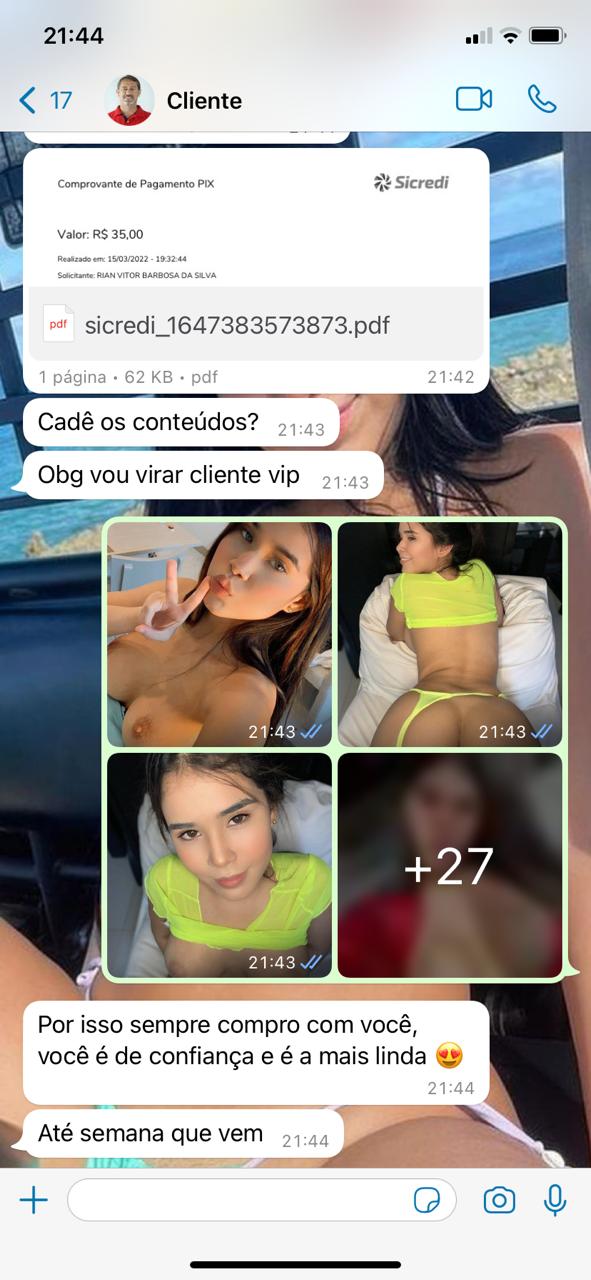 21:44
17
Cliente
Comprovante de Pagamento PIX
Sicredi
Valor: R$ 35,00
Realizado em: 15/03/2022 - 19:32:44
Solicitante: RIAN VITOR BARBOSA DA SILVA
pdf
sicredi_1647383573873.pdf
1 página • 62 KB • pdf
21:42
Cadê os conteúdos?
21:43
Obg vou virar cliente vip
21:43
21:43
21:43
21:43
+27
Por isso sempre compro com você,
você é de confiança e é a mais linda 😍
21:44
Até semana que vem
21:44